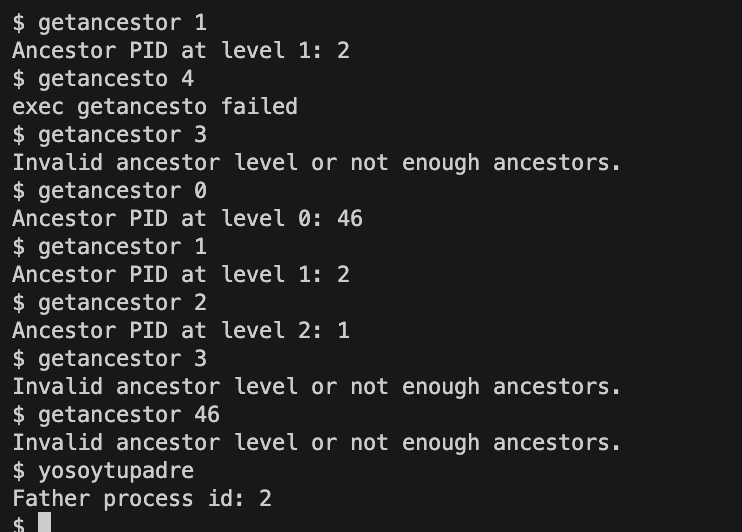 $ getancestor 1
Ancestor PID at level 1: 2
$ getancesto 4
exec getancesto failed
$ getancestor 3
Invalid ancestor level or not enough ancestors.
$ getancestor 0
Ancestor PID at level 0: 46
$ getancestor 1
Ancestor PID at level 1: 2
$ getancestor 2
Ancestor PID at level 2: 1
$ getancestor 3
Invalid ancestor level or not enough ancestors.
$ getancestor 46
Invalid ancestor level or not enough ancestors.
$ yosoytupadre
Father process id: 2
$